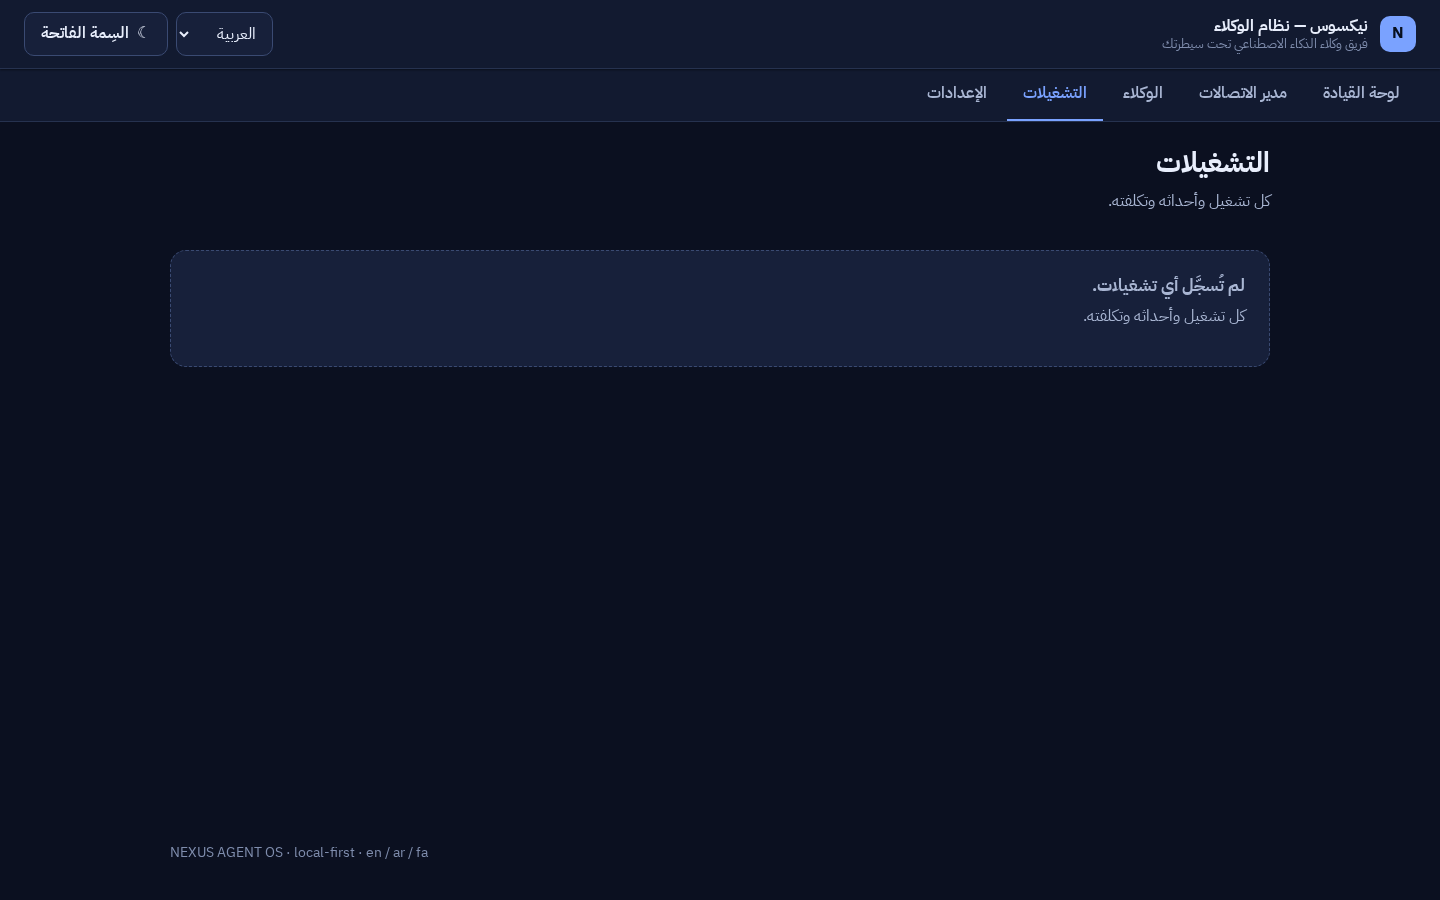 N
نيكسوس — نظام الوكلاء
فريق وكلاء الذكاء الاصطناعي تحت سيطرتك
العربية
☾ السِمة الفاتحة
لوحة القيادة
مدير الاتصالات
الوكلاء
التشغيلات
الإعدادات
التشغيلات
كل تشغيل وأحداثه وتكلفته.
لم تُسجَّل أي تشغيلات.
كل تشغيل وأحداثه وتكلفته.
NEXUS AGENT OS · local-first · en / ar / fa